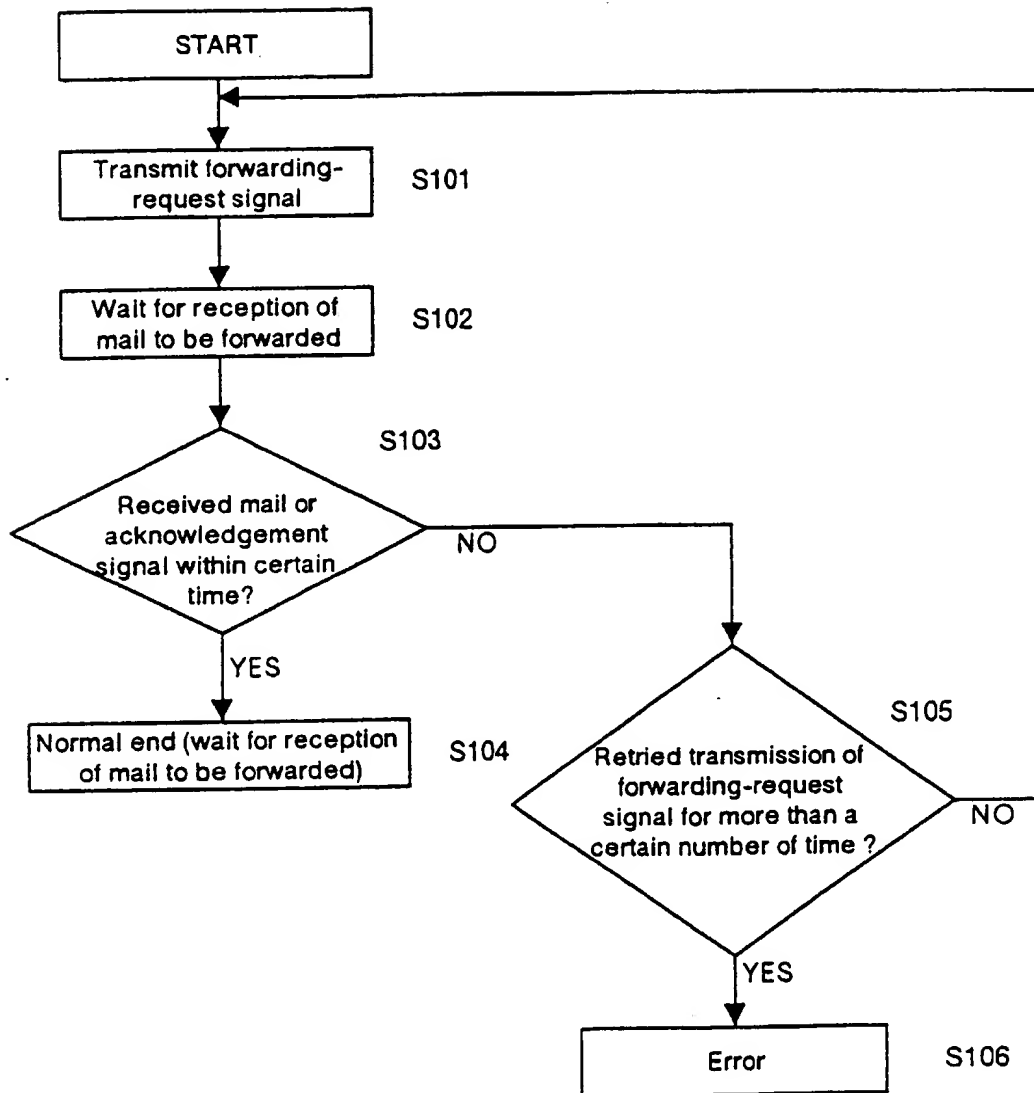 START
Transmit forwarding-
request signal
S101
Wait for reception of
mail to be forwarded
S102
S103
Received mail or
acknowledgement
signal within certain
time?
NO
YES
Normal end (wait for reception
of mail to be forwarded)
S104
S105
Retried transmission of
forwarding-request
signal for more than a
certain number of time ?
NO
YES
Error
S106